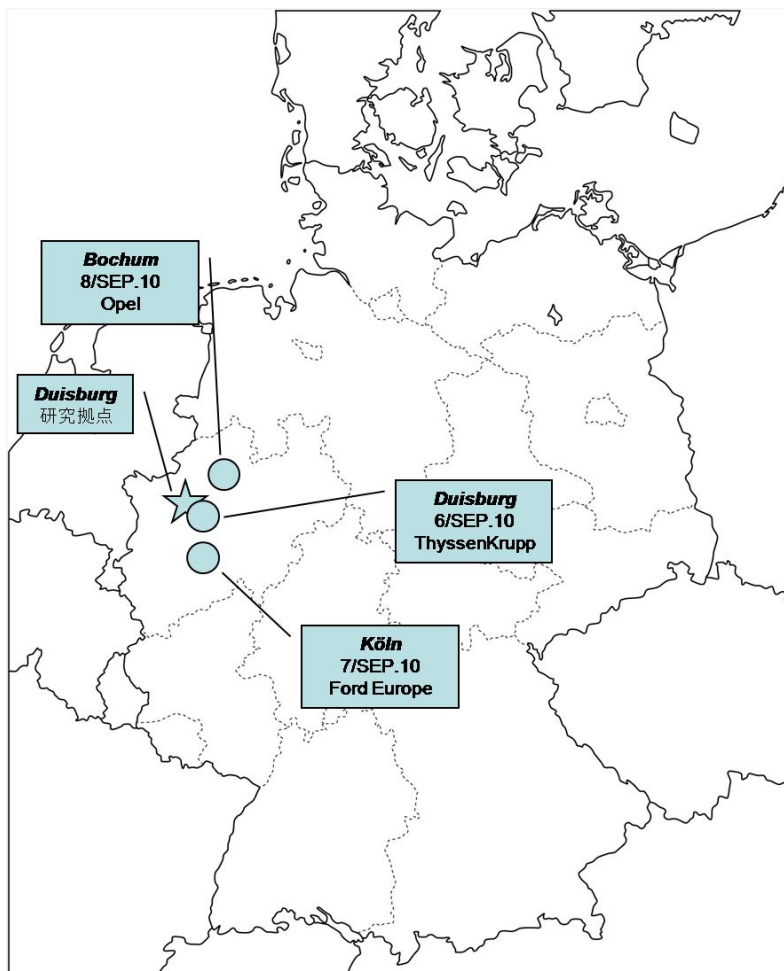 Bochum
8/SEP.10
Opel
Duisburg
研究拠点
Duisburg
6/SEP.10
ThyssenKrupp
Köln
7/SEP.10
Ford Europe